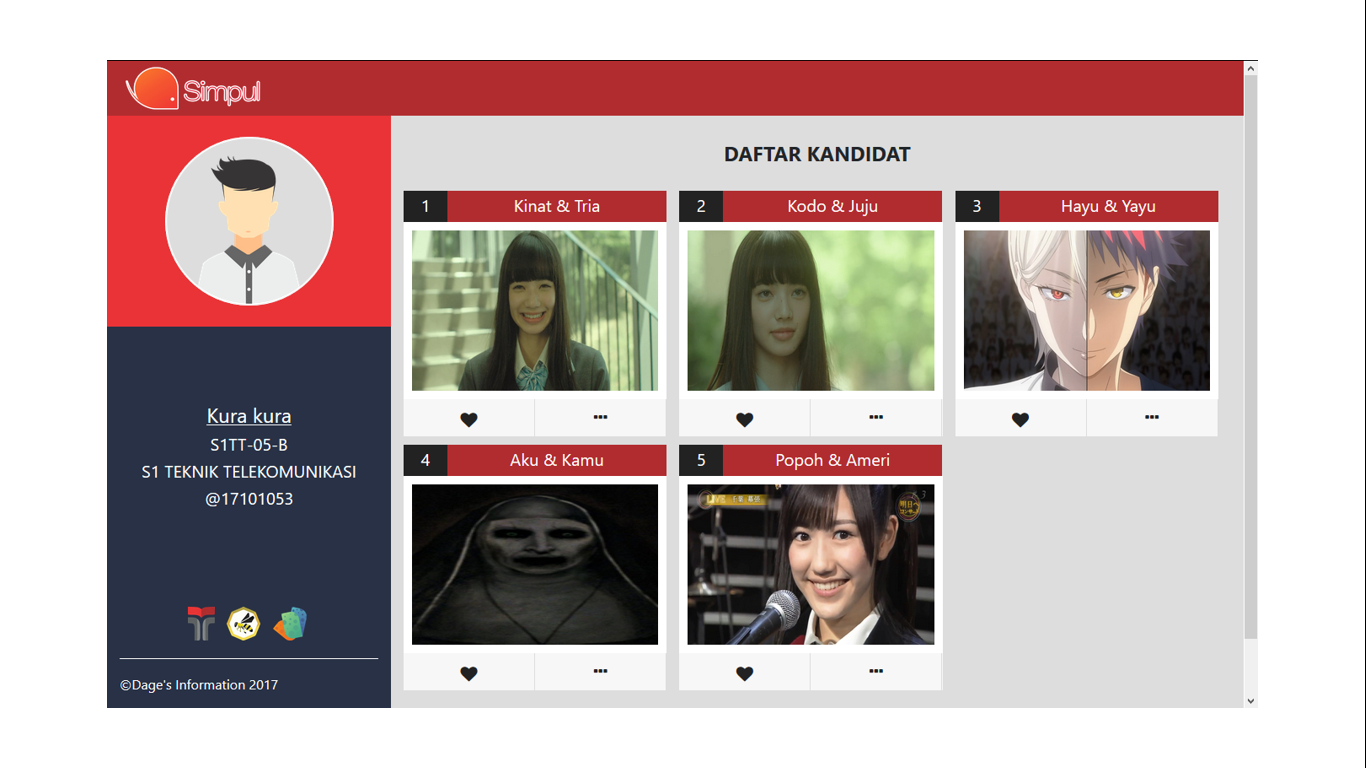 Simpul
DAFTAR KANDIDAT
1 Kinat & Tria
2 Kodo & Juju
3 Hayu & Yayu
4 Aku & Kamu
5 Popoh & Ameri
LIVE
Kura kura
S1TT-05-B
S1 TEKNIK TELEKOMUNIKASI
@17101053
©Dage's Information 2017